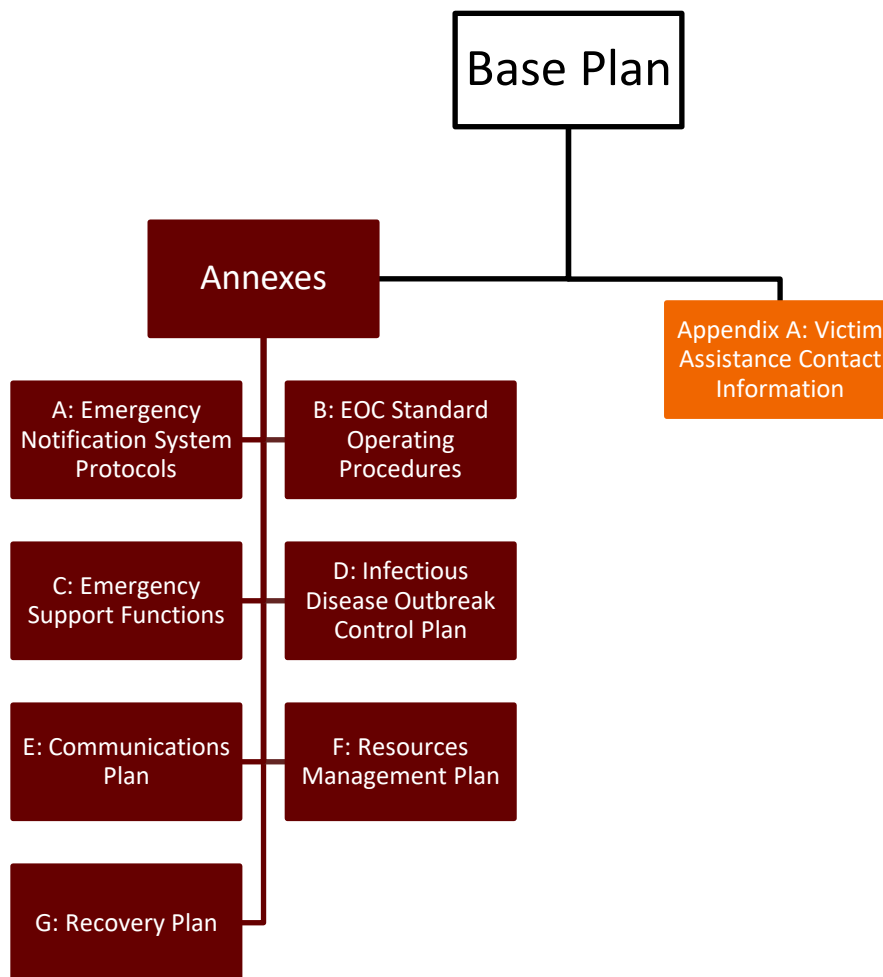 Base Plan
Annexes
Appendix A: Victim
Assistance Contact
Information
A: Emergency
Notification System
Protocols
B: EOC Standard
Operating
Procedures
C: Emergency
Support Functions
D: Infectious
Disease Outbreak
Control Plan
E: Communications
Plan
F: Resources
Management Plan
G: Recovery Plan